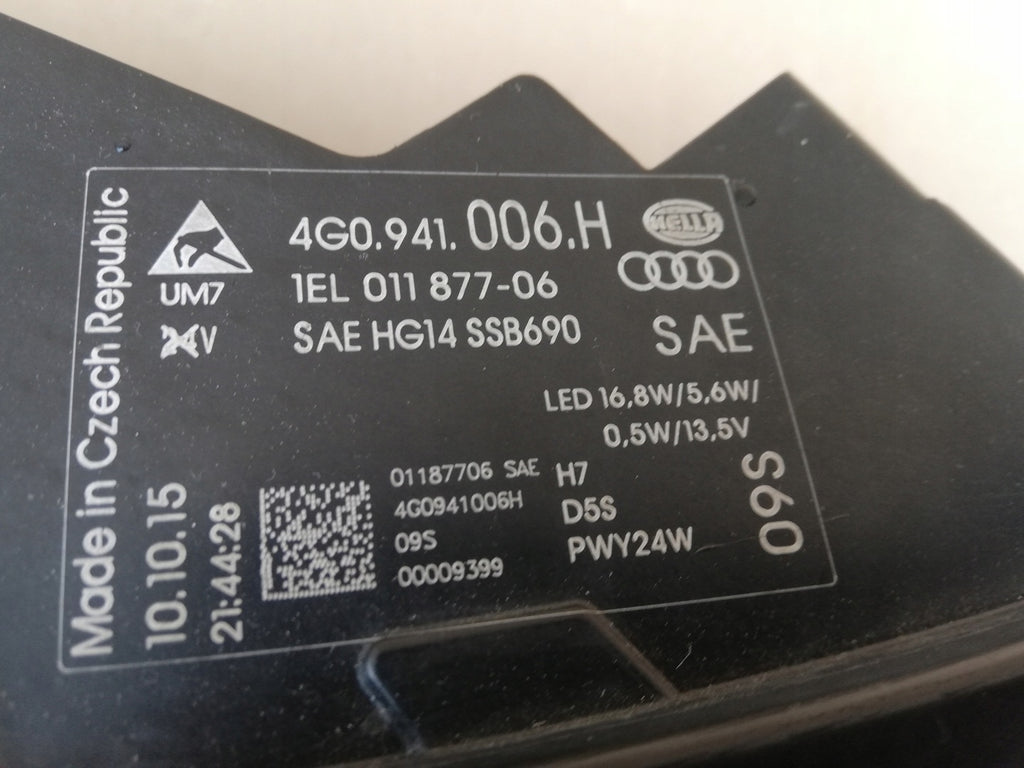 Made in Czech Republic
10.10.15
21:44:28
UM7
4G0.941.006.H
HELLA
1EL 011 877-06
SAE HG14 SSB690
SAE
LED 16,8W/5,6W/
0,5W/13,5V
01187706 SAE
4G0941006H
09S
00009399
H7
D5S
PWY24W
09S